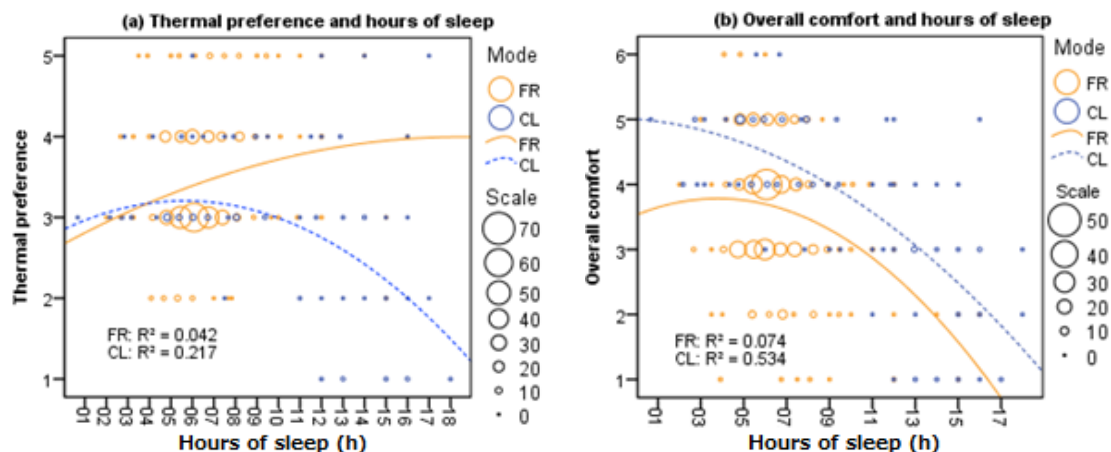 (a) Thermal preference and hours of sleep
Thermal preference
5
4
3
2
1
FR: R² = 0.042
CL: R² = 0.217
01 02 03 04 05 06 07 08 09 10 11 12 13 14 15 16 17 18
Hours of sleep (h)
Mode
FR
CL
FR
CL
Scale
70
60
50
40
30
20
10
0
(b) Overall comfort and hours of sleep
Overall comfort
6
5
4
3
2
1
FR: R² = 0.074
CL: R² = 0.534
01 03 05 07 09 11 13 15 17
Hours of sleep (h)
Mode
FR
CL
FR
CL
Scale
50
40
30
20
10
0